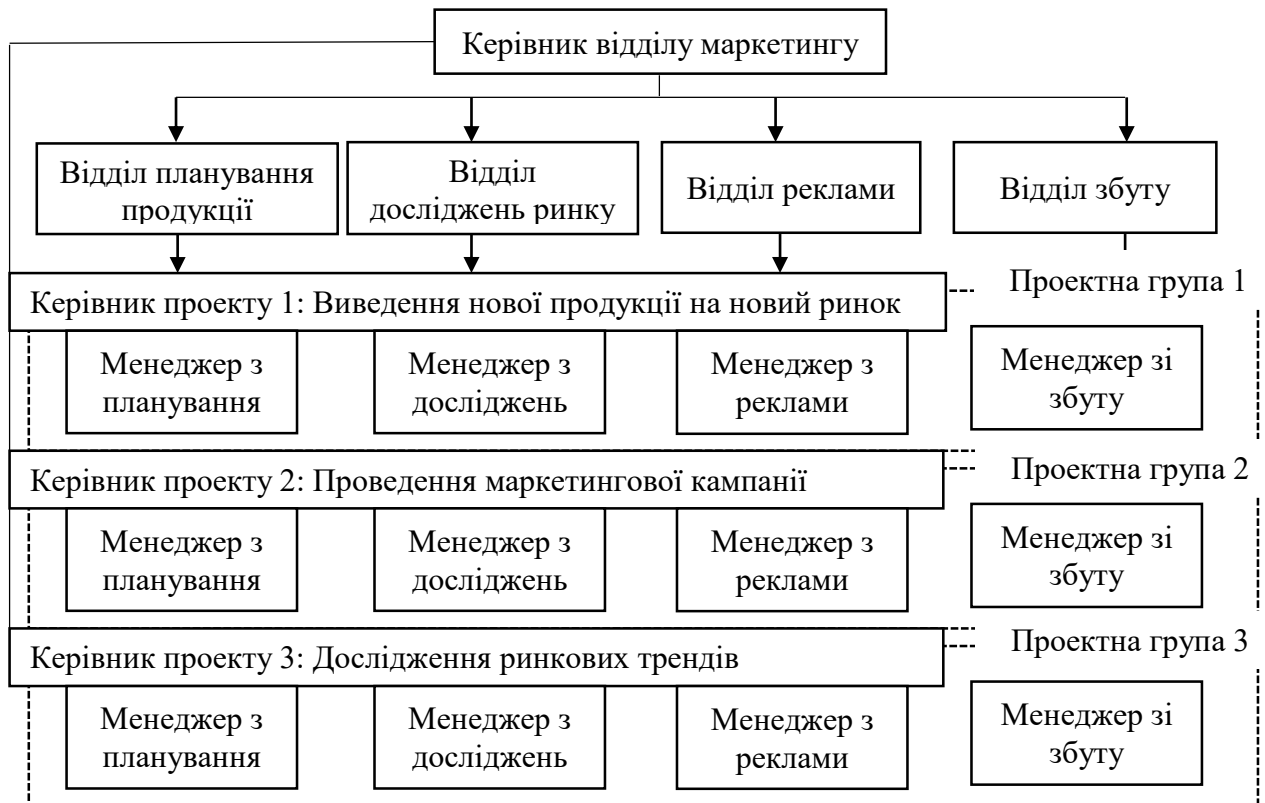 Керівник відділу маркетингу
Відділ планування
продукції
Відділ
досліджень ринку
Відділ реклами
Відділ збуту
Проектна група 1
Керівник проекту 1: Виведення нової продукції на новий ринок
Менеджер з
планування
Менеджер з
досліджень
Менеджер з
реклами
Менеджер зі
збуту
Проектна група 2
Керівник проекту 2: Проведення маркетингової кампанії
Менеджер з
планування
Менеджер з
досліджень
Менеджер з
реклами
Менеджер зі
збуту
Проектна група 3
Керівник проекту 3: Дослідження ринкових трендів
Менеджер з
планування
Менеджер з
досліджень
Менеджер з
реклами
Менеджер зі
збуту